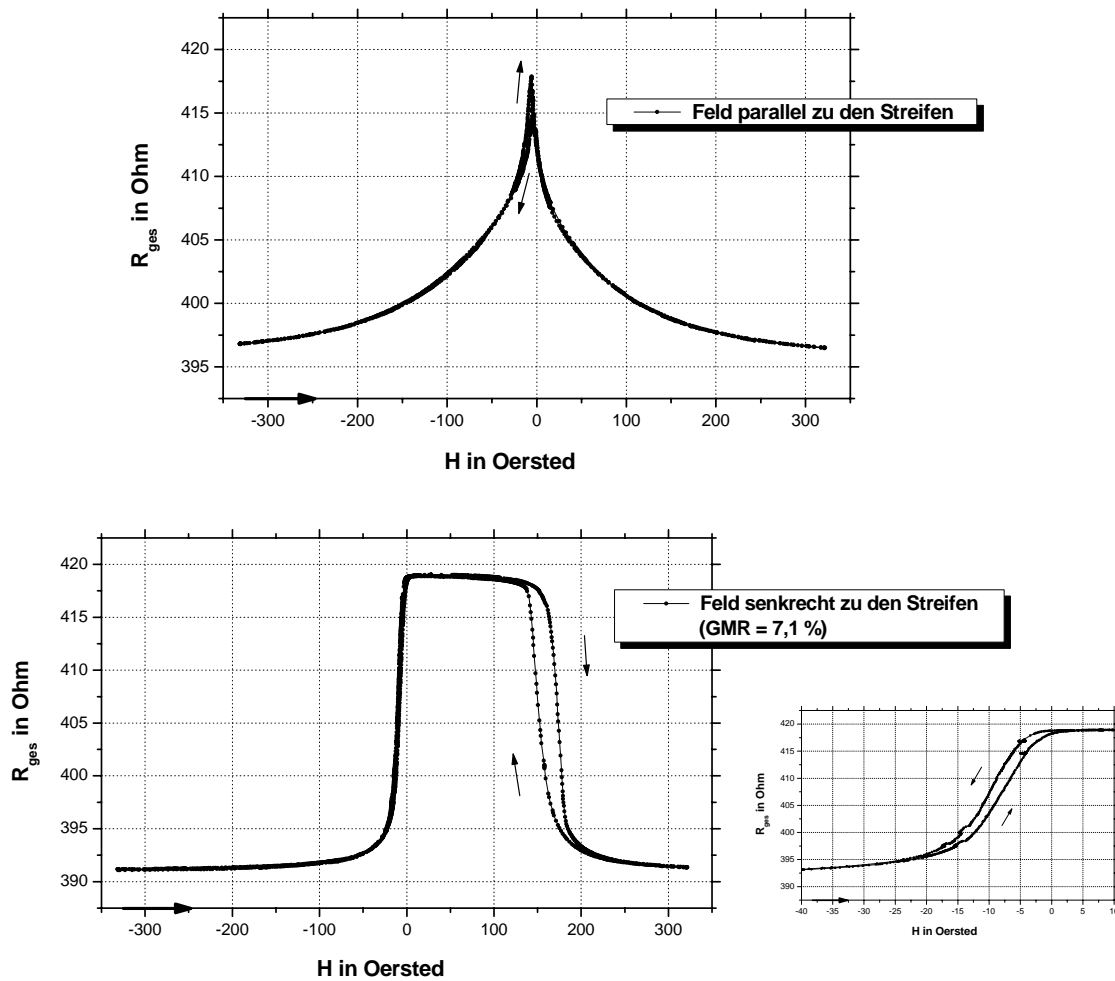 420
415
410
405
400
395
R_ges in Ohm
Feld parallel zu den Streifen
-300 -200 -100 0 100 200 300
H in Oersted
420
415
410
405
400
395
390
R_ges in Ohm
Feld senkrecht zu den Streifen
(GMR = 7,1 %)
-300 -200 -100 0 100 200 300
H in Oersted
420
415
410
405
400
395
390
R_ges in Ohm
-40 -35 -30 -25 -20 -15 -10 -5 0 5 10
H in Oersted